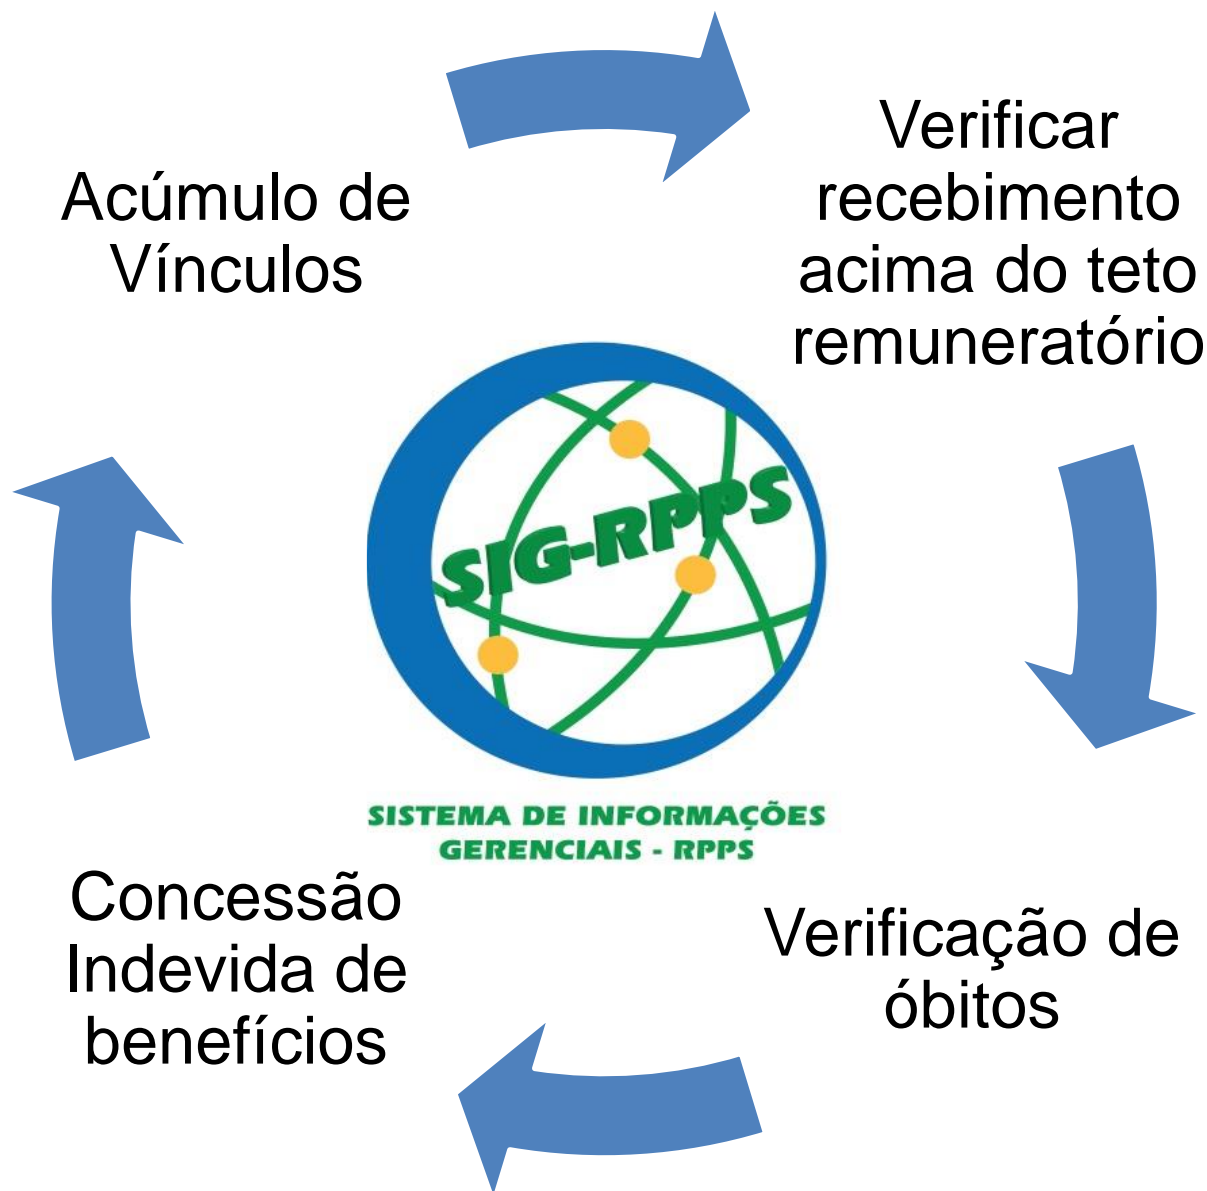 Acúmulo de
Vínculos
Verificar
recebimento
acima do teto
remuneratório
SIG-RPPS
SISTEMA DE INFORMAÇÕES
GERENCIAIS - RPPS
Concessão
Indevida de
benefícios
Verificação de
óbitos